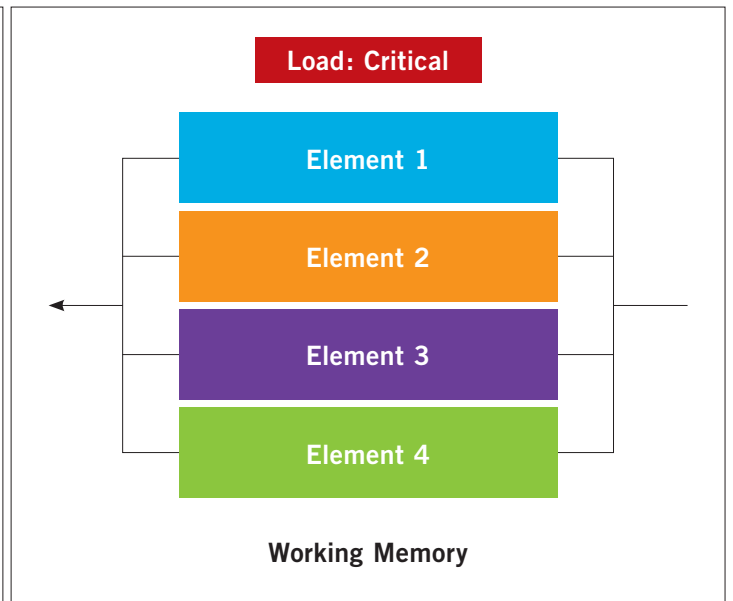 Load: Critical
Element 1
Element 2
Element 3
Element 4
Working Memory